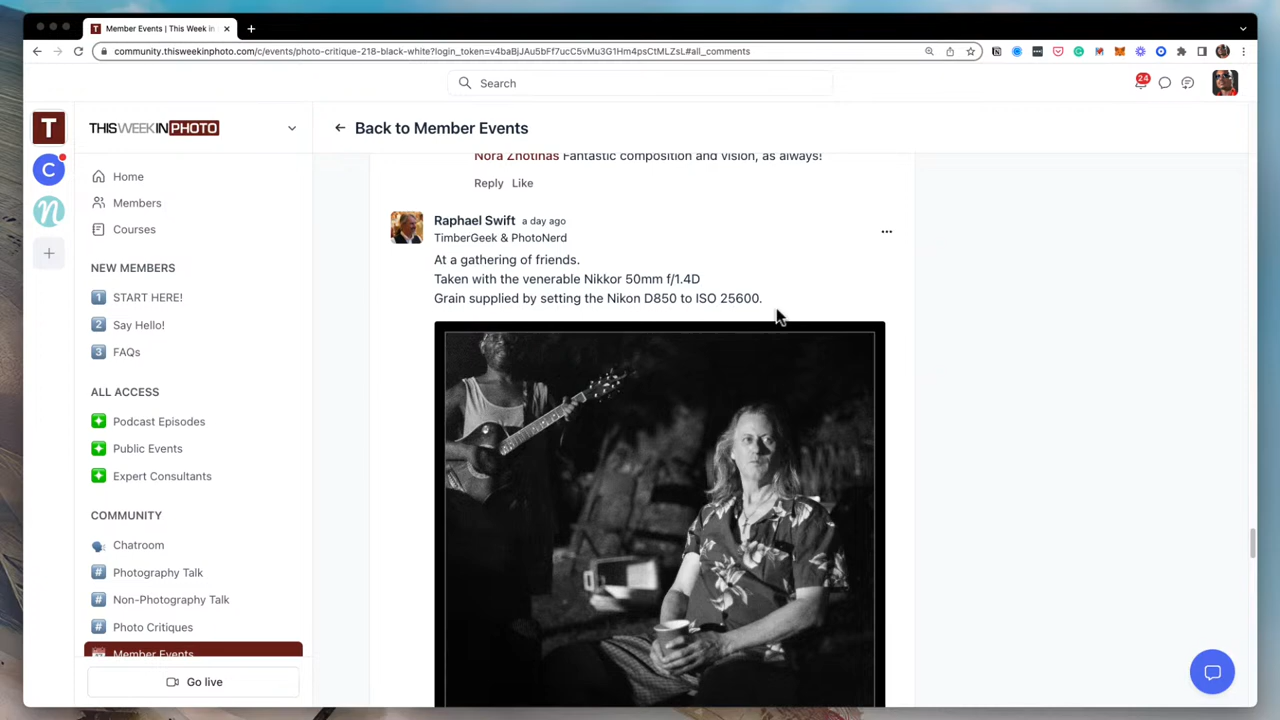 Member Events | This Week in
community.thisweekinphoto.com/c/events/photo-critique-218-black-white?login_token=v4baBjJAu5bFf7ucC5vMu3G1Hm4psCtMLZsL#all_comments
Search
24
T
THISWEEKINPHOTO
Back to Member Events
C
n
Home
Members
Courses
NEW MEMBERS
1 START HERE!
2 Say Hello!
3 FAQs
ALL ACCESS
Podcast Episodes
Public Events
Expert Consultants
COMMUNITY
Chatroom
# Photography Talk
# Non-Photography Talk
# Photo Critiques
Member Events
Go live
Nora Zhotinas Fantastic composition and vision, as always!
Reply Like
Raphael Swift a day ago
TimberGeek & PhotoNerd
At a gathering of friends.
Taken with the venerable Nikkor 50mm f/1.4D
Grain supplied by setting the Nikon D850 to ISO 25600.